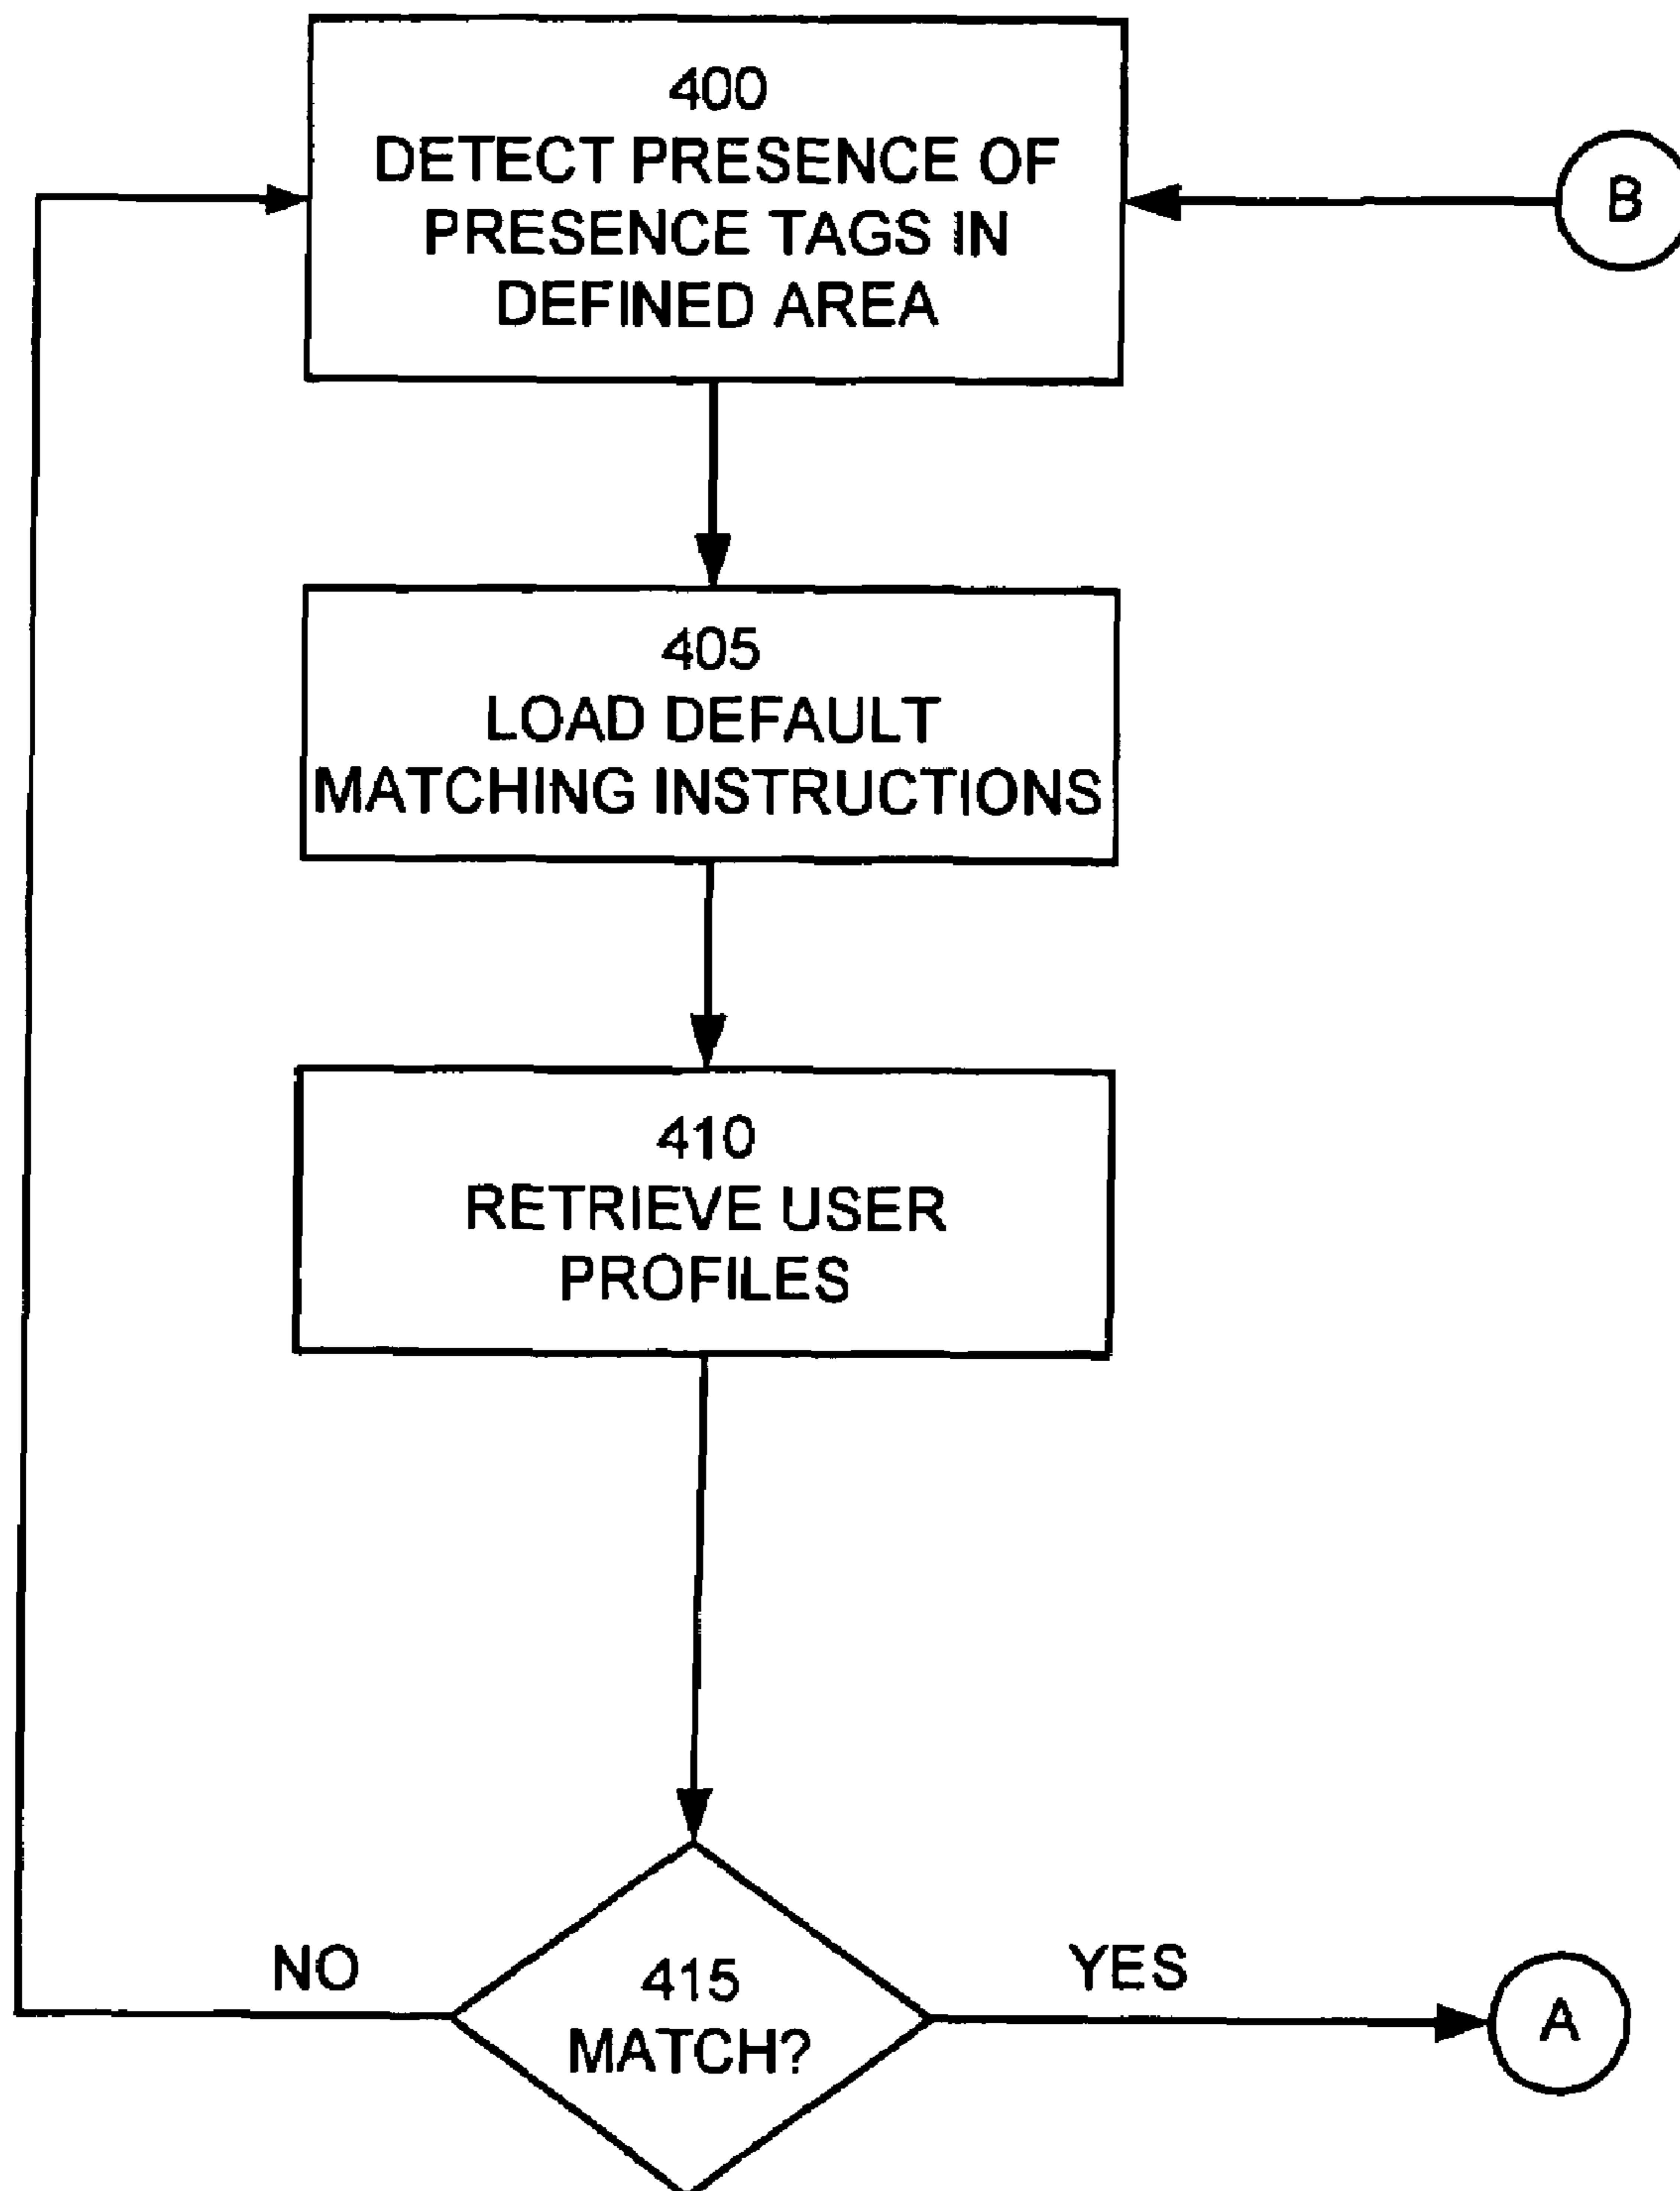 400
DETECT PRESENCE OF
PRESENCE TAGS IN
DEFINED AREA
B
405
LOAD DEFAULT
MATCHING INSTRUCTIONS
410
RETRIEVE USER
PROFILES
NO
415
MATCH?
YES
A